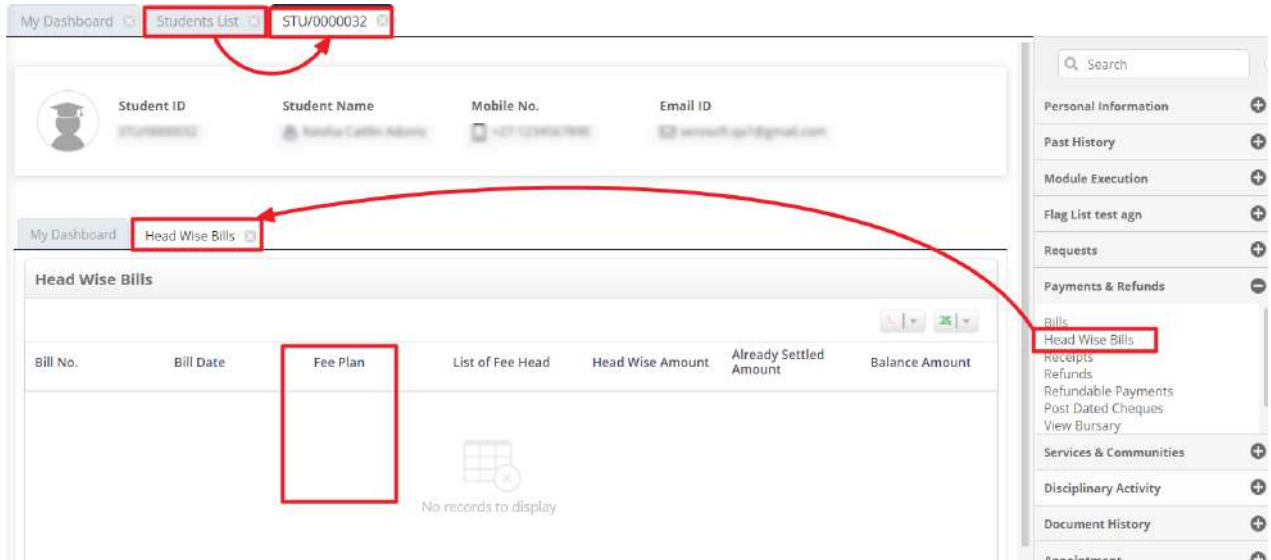 My Dashboard Students List STU/0000032
Search
Student ID Student Name Mobile No. Email ID
Personal Information
Past History
Module Execution
Flag List test agn
Requests
Payments & Refunds
Bills
Head Wise Bills
Receipts
Refunds
Refundable Payments
Post Dated Cheques
View Bursary
Services & Communities
Disciplinary Activity
Document History
Appointment
My Dashboard Head Wise Bills
Head Wise Bills
Bill No. Bill Date Fee Plan List of Fee Head Head Wise Amount Already Settled Amount Balance Amount
No records to display